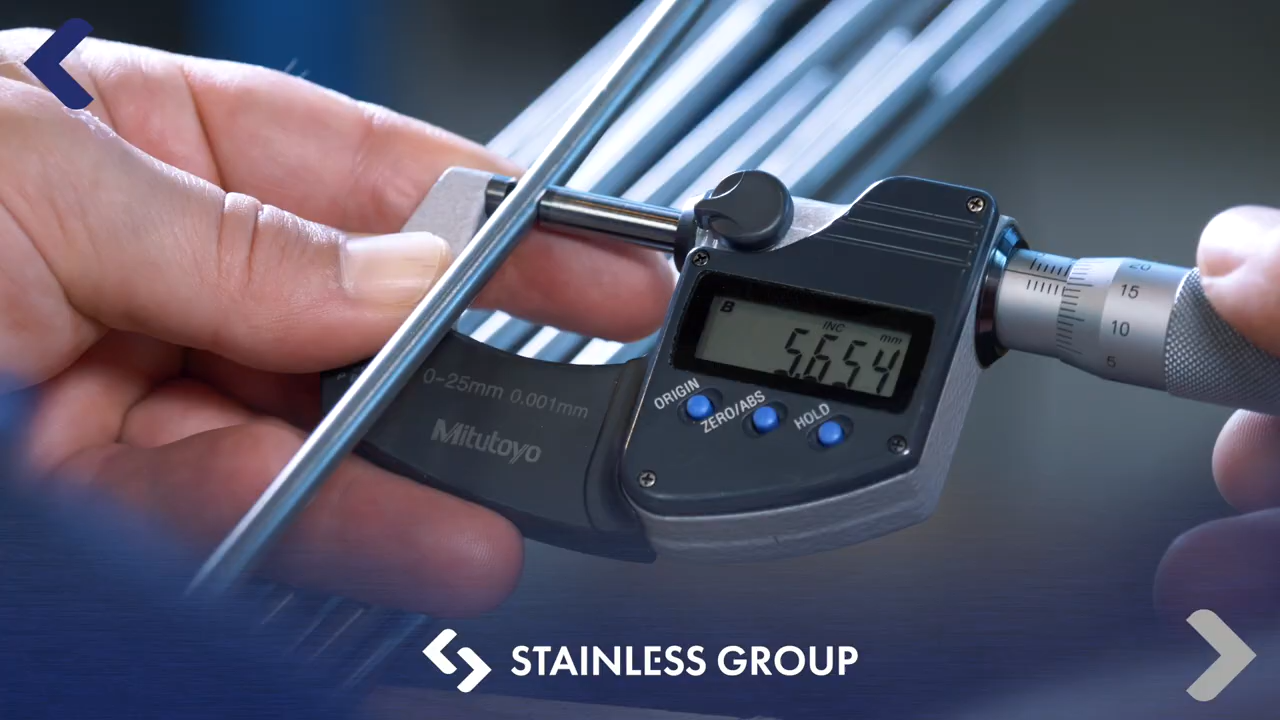 B
INC
mm
5.654
20
15
10
5
ORIGIN
ZERO/ABS
HOLD
0-25mm 0.001mm
Mitutoyo
STAINLESS GROUP